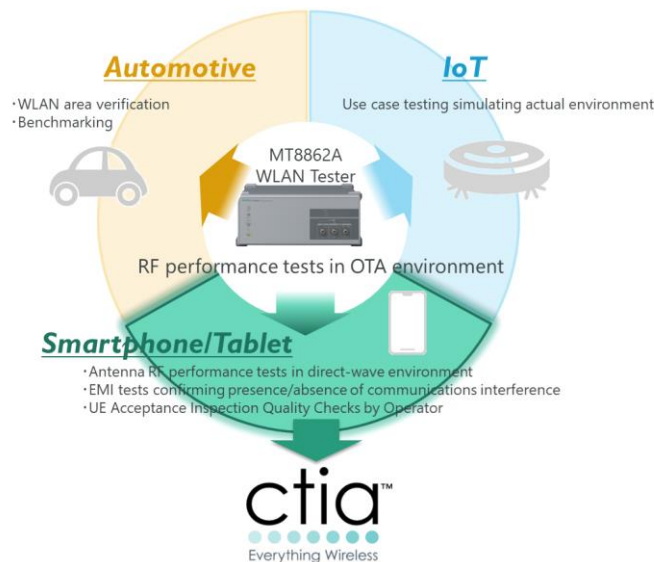 Automotive
・WLAN area verification
・Benchmarking
IoT
Use case testing simulating actual environment
MT8862A
WLAN Tester
RF performance tests in OTA environment
Smartphone/Tablet
・Antenna RF performance tests in direct-wave environment
・EMI tests confirming presence/absence of communications interference
・UE Acceptance Inspection Quality Checks by Operator
ctia™
Everything Wireless